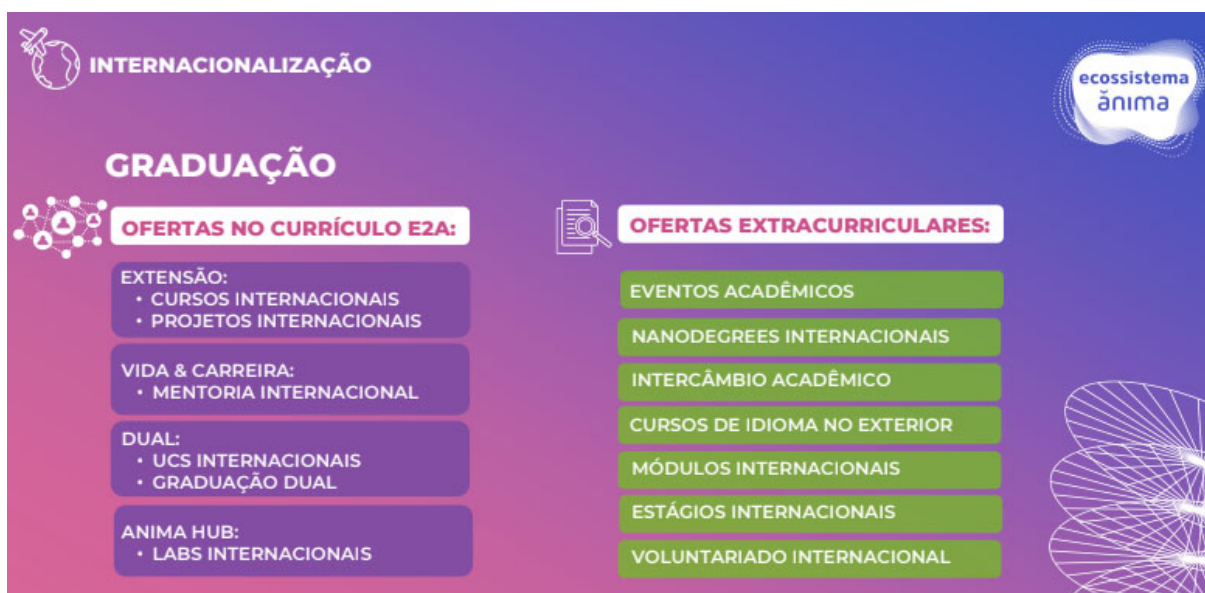 INTERNACIONALIZAÇÃO
ecossistema
ănıma
GRADUAÇÃO
OFERTAS NO CURRÍCULO E2A:
EXTENSÃO:
• CURSOS INTERNACIONAIS
• PROJETOS INTERNACIONAIS
VIDA & CARREIRA:
• MENTORIA INTERNACIONAL
DUAL:
• UCS INTERNACIONAIS
• GRADUAÇÃO DUAL
ANIMA HUB:
• LABS INTERNACIONAIS
OFERTAS EXTRACURRICULARES:
EVENTOS ACADÊMICOS
NANODEGREES INTERNACIONAIS
INTERCÂMBIO ACADÊMICO
CURSOS DE IDIOMA NO EXTERIOR
MÓDULOS INTERNACIONAIS
ESTÁGIOS INTERNACIONAIS
VOLUNTARIADO INTERNACIONAL